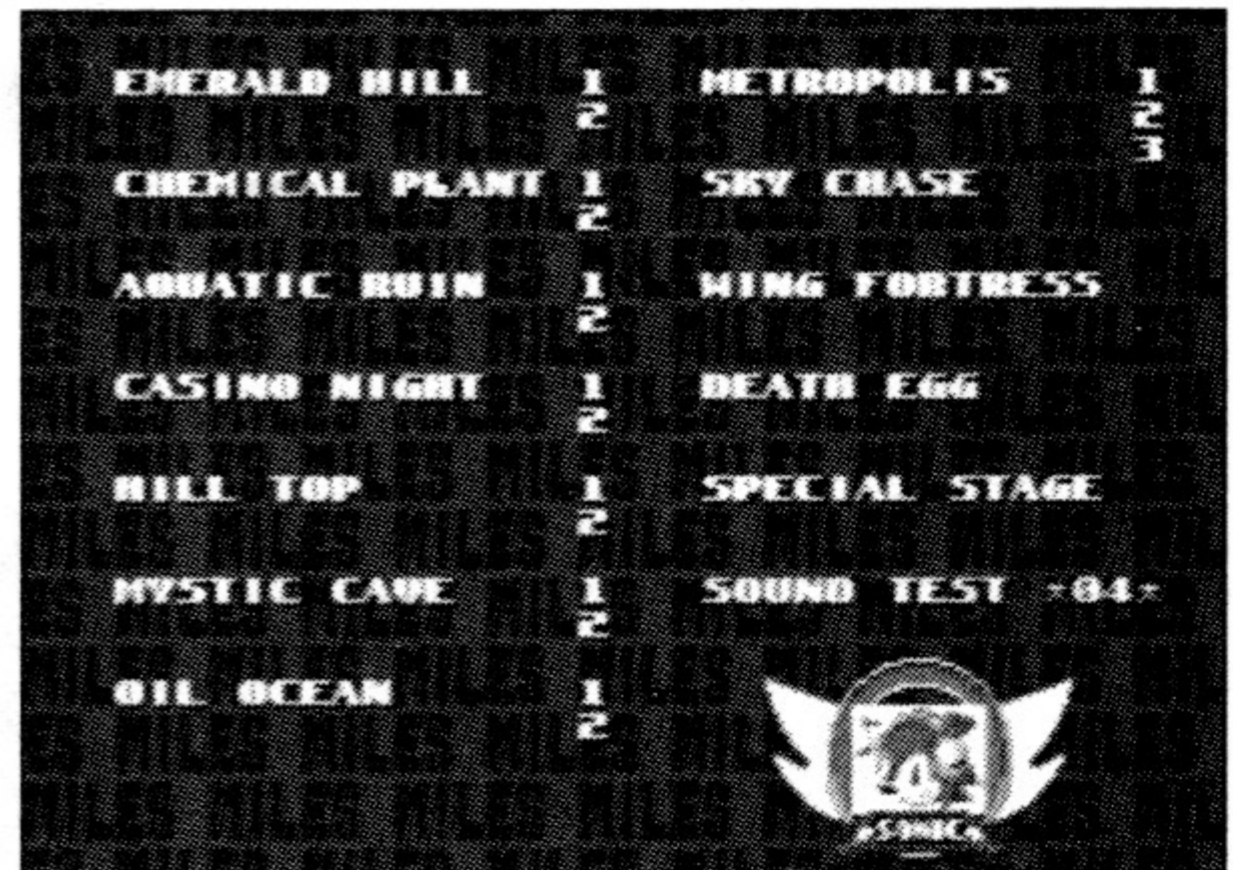 EMERALD HILL 1
2
CHEMICAL PLANT 1
2
AQUATIC RUIN 1
2
CASINO NIGHT 1
2
HILL TOP 1
2
MYSTIC CAVE 1
2
OIL OCEAN 1
2
METROPOLIS 1
2
3
SKY CHASE
WING FORTRESS
DEATH EGG
SPECIAL STAGE
SOUND TEST *04*
SONIC